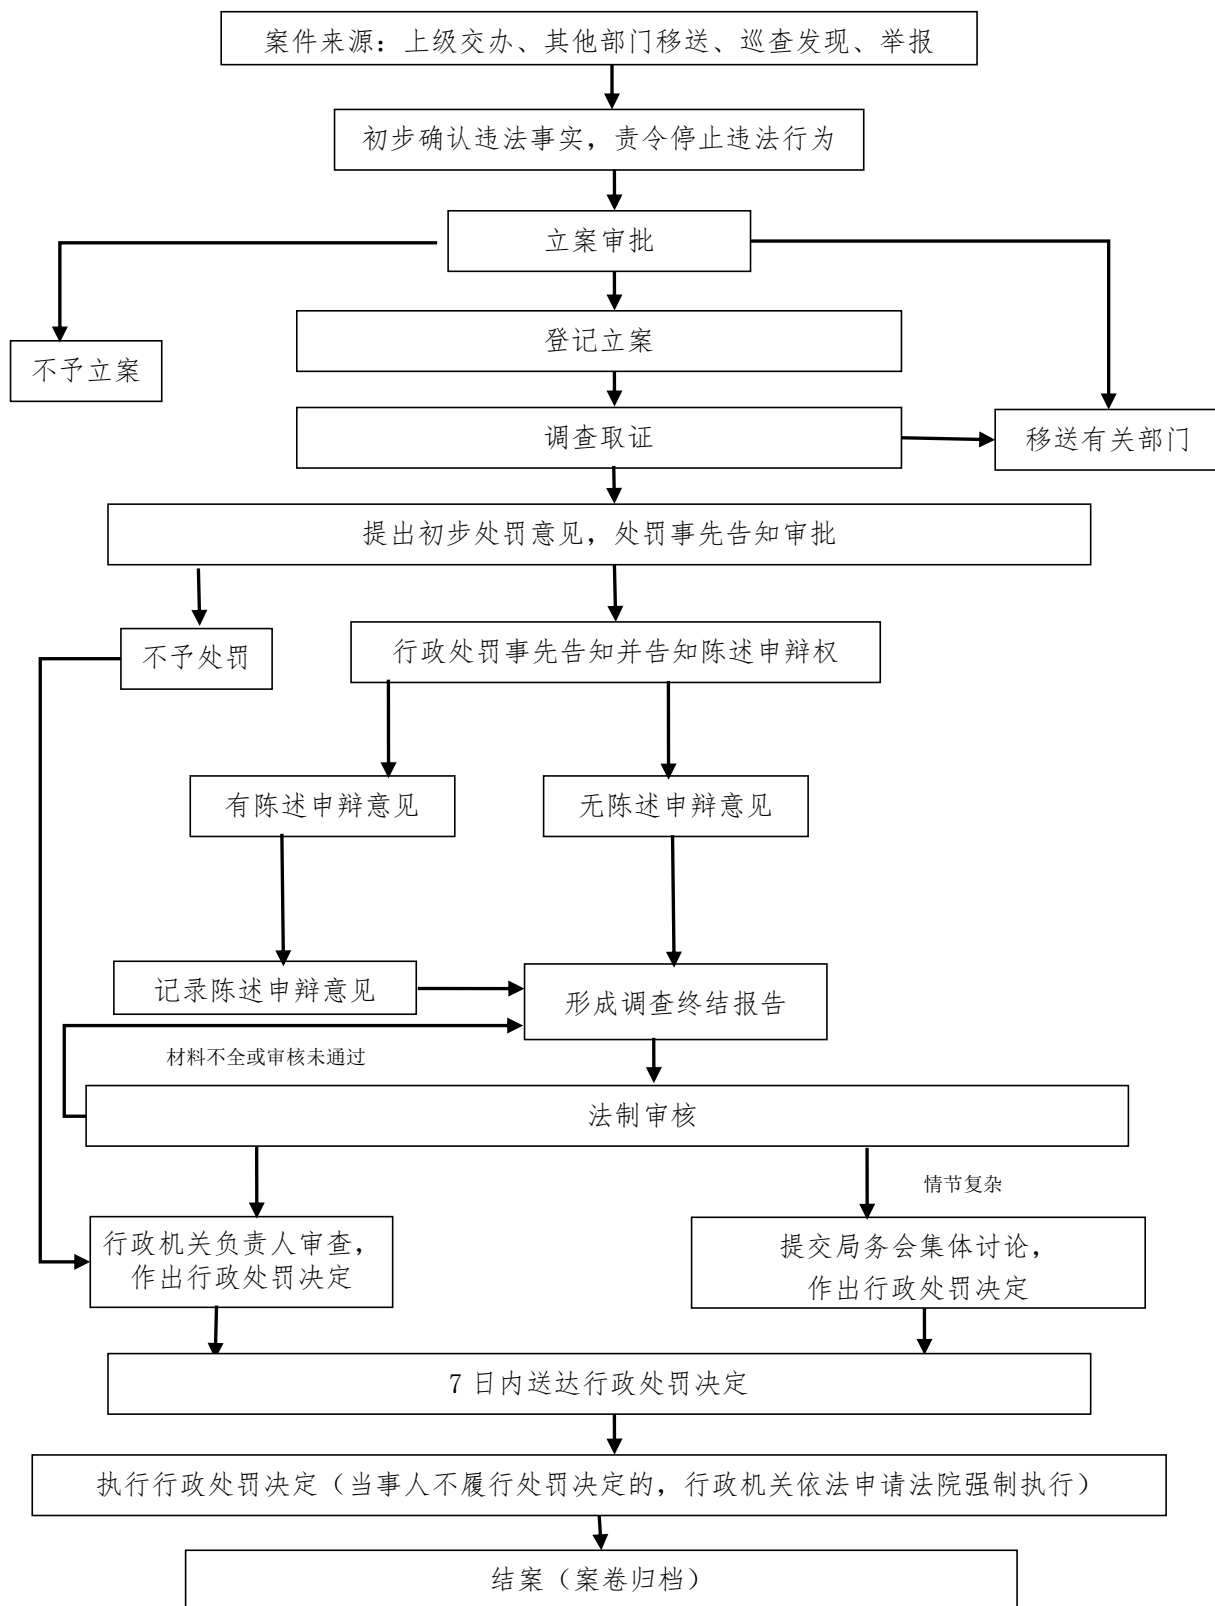 案件来源：上级交办、其他部门移送、巡查发现、举报
初步确认违法事实，责令停止违法行为
立案审批
登记立案
不予立案
调查取证
移送有关部门
提出初步处罚意见，处罚事先告知审批
不予处罚
行政处罚事先告知并告知陈述申辩权
有陈述申辩意见
无陈述申辩意见
记录陈述申辩意见
形成调查终结报告
材料不全或审核未通过
法制审核
情节复杂
行政机关负责人审查，
作出行政处罚决定
提交局务会集体讨论，
作出行政处罚决定
7 日内送达行政处罚决定
执行行政处罚决定（当事人不履行处罚决定的，行政机关依法申请法院强制执行）
结案（案卷归档）